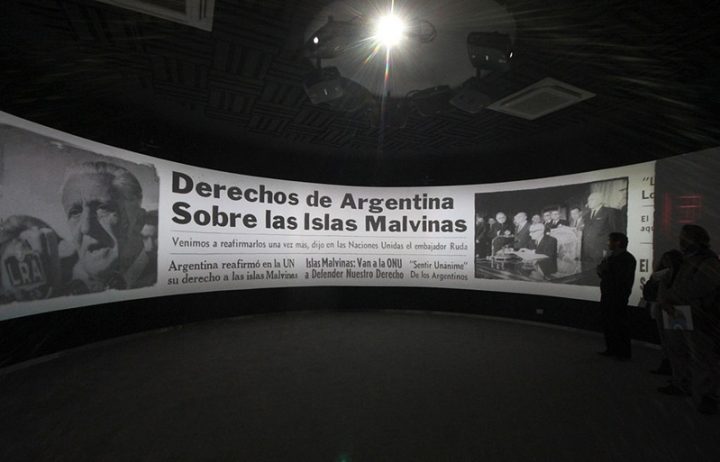 LRA
Derechos de Argentina
Sobre las Islas Malvinas
Venimos a reafirmarlos una vez más, dijo en las Naciones Unidas el embajador Ruda
Argentina reafirmó en la UN
su derecho a las islas Malvinas
Islas Malvinas: Van a la ONU
a Defender Nuestro Derecho
"Sentir Unánime"
De los Argentinos